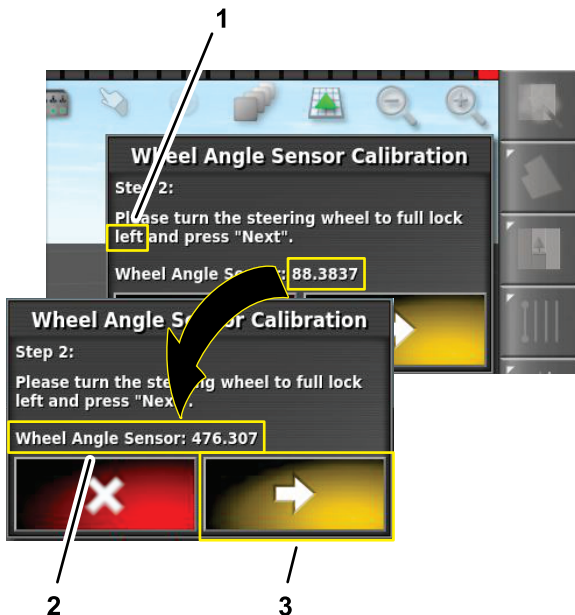 1
Wheel Angle Sensor Calibration
Step 2:
Please turn the steering wheel to full lock
left and press "Next".
Wheel Angle Sensor: 88.3837
Wheel Angle Sensor Calibration
Step 2:
Please turn the steering wheel to full lock
left and press "Next".
Wheel Angle Sensor: 476.307
2
3